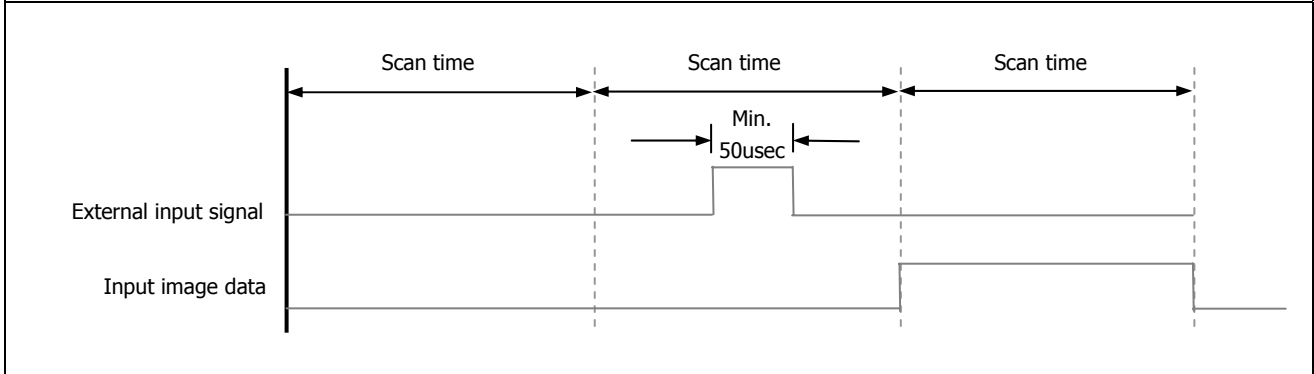 Scan time
Scan time
Scan time
Min.
50usec
External input signal
Input image data